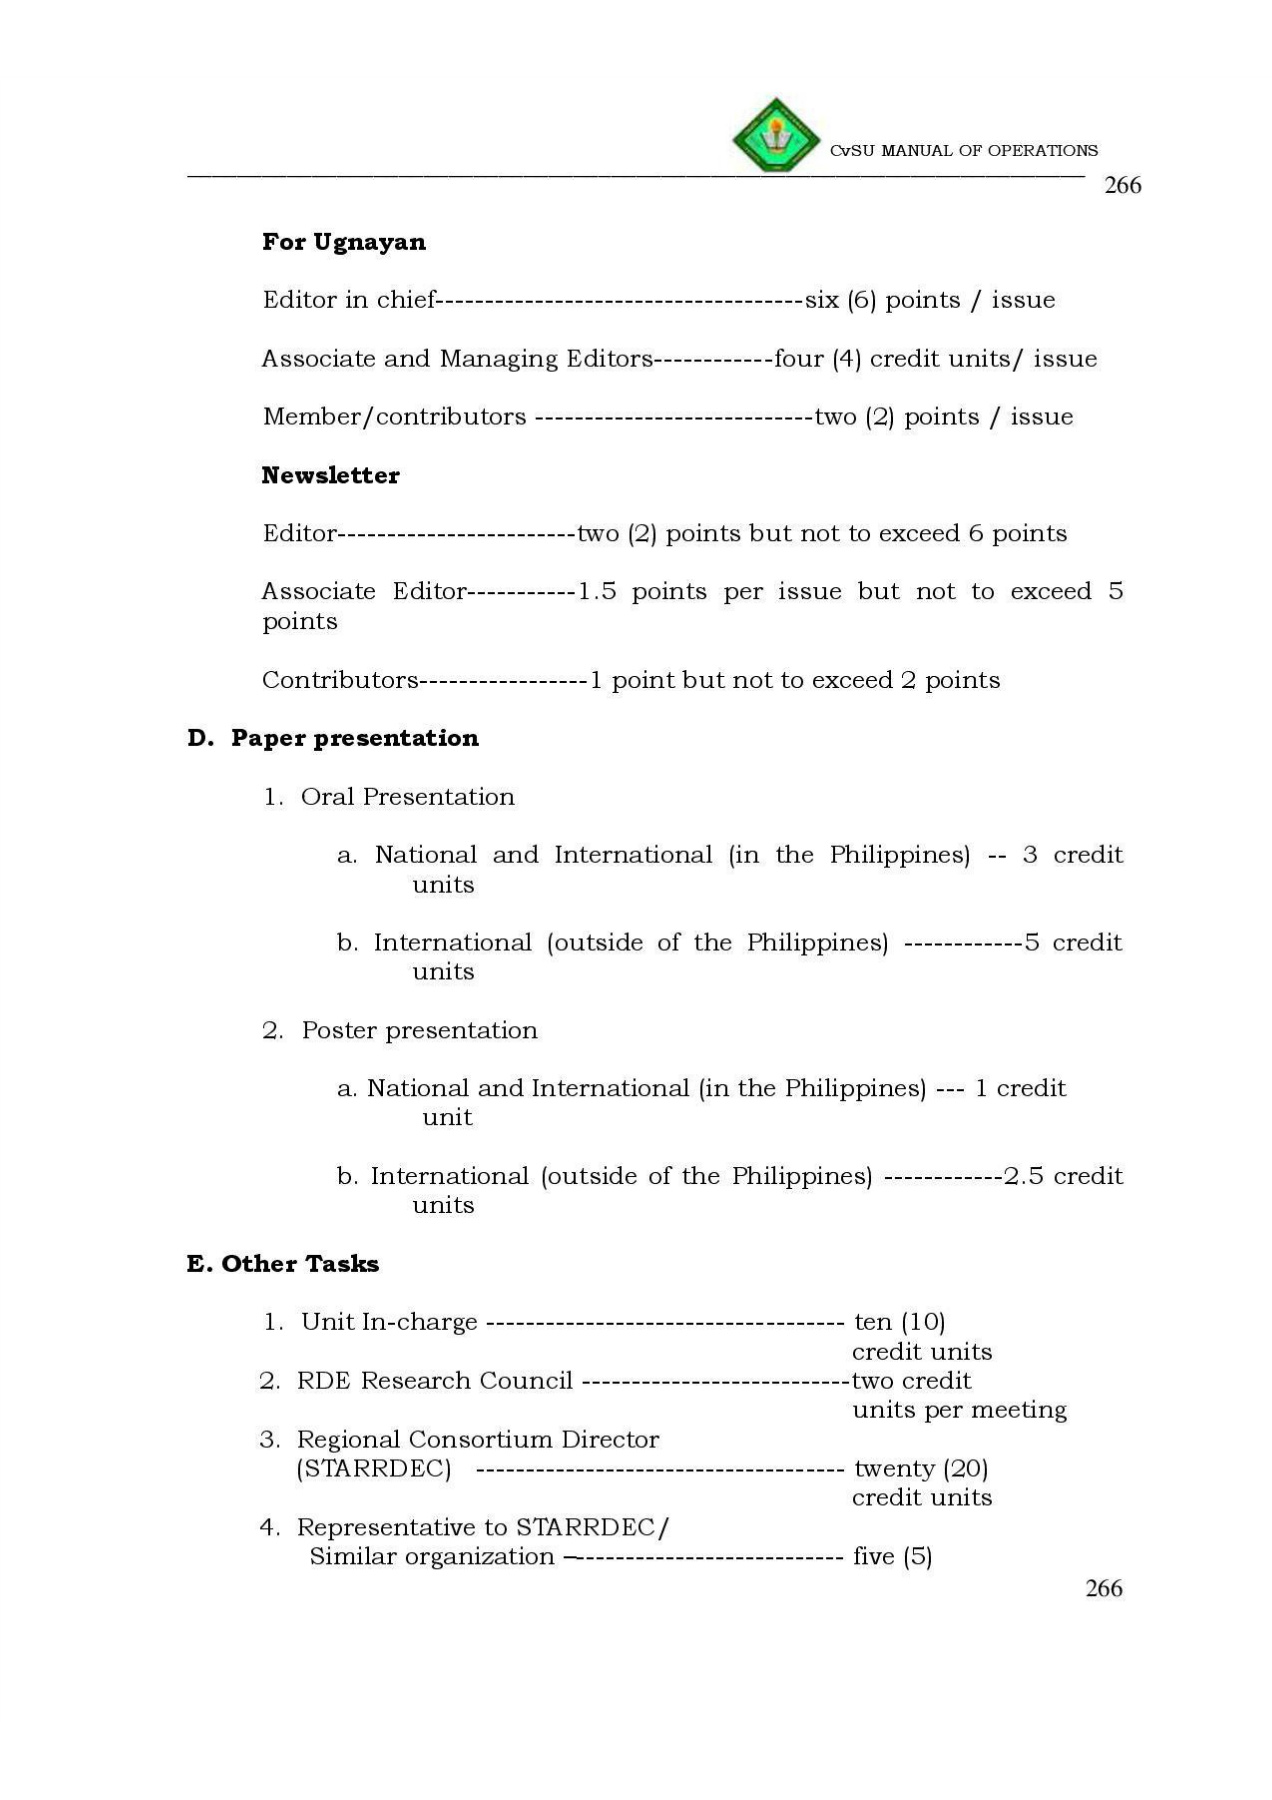 CvSU MANUAL OF OPERATIONS
266
For Ugnayan
Editor in chief-------------------------------------six (6) points / issue
Associate and Managing Editors------------four (4) credit units/ issue
Member/contributors ----------------------------two (2) points / issue
Newsletter
Editor------------------------two (2) points but not to exceed 6 points
Associate Editor-----------1.5 points per issue but not to exceed 5
points
Contributors-----------------1 point but not to exceed 2 points
D. Paper presentation
1. Oral Presentation
a. National and International (in the Philippines) -- 3 credit
units
b. International (outside of the Philippines) ------------5 credit
units
2. Poster presentation
a. National and International (in the Philippines) --- 1 credit
unit
b. International (outside of the Philippines) ------------2.5 credit
units
E. Other Tasks
1. Unit In-charge ------------------------------------ ten (10)
credit units
2. RDE Research Council ---------------------------two credit
units per meeting
3. Regional Consortium Director
(STARRDEC) ------------------------------------- twenty (20)
credit units
4. Representative to STARRDEC/
Similar organization –--------------------------- five (5)
266